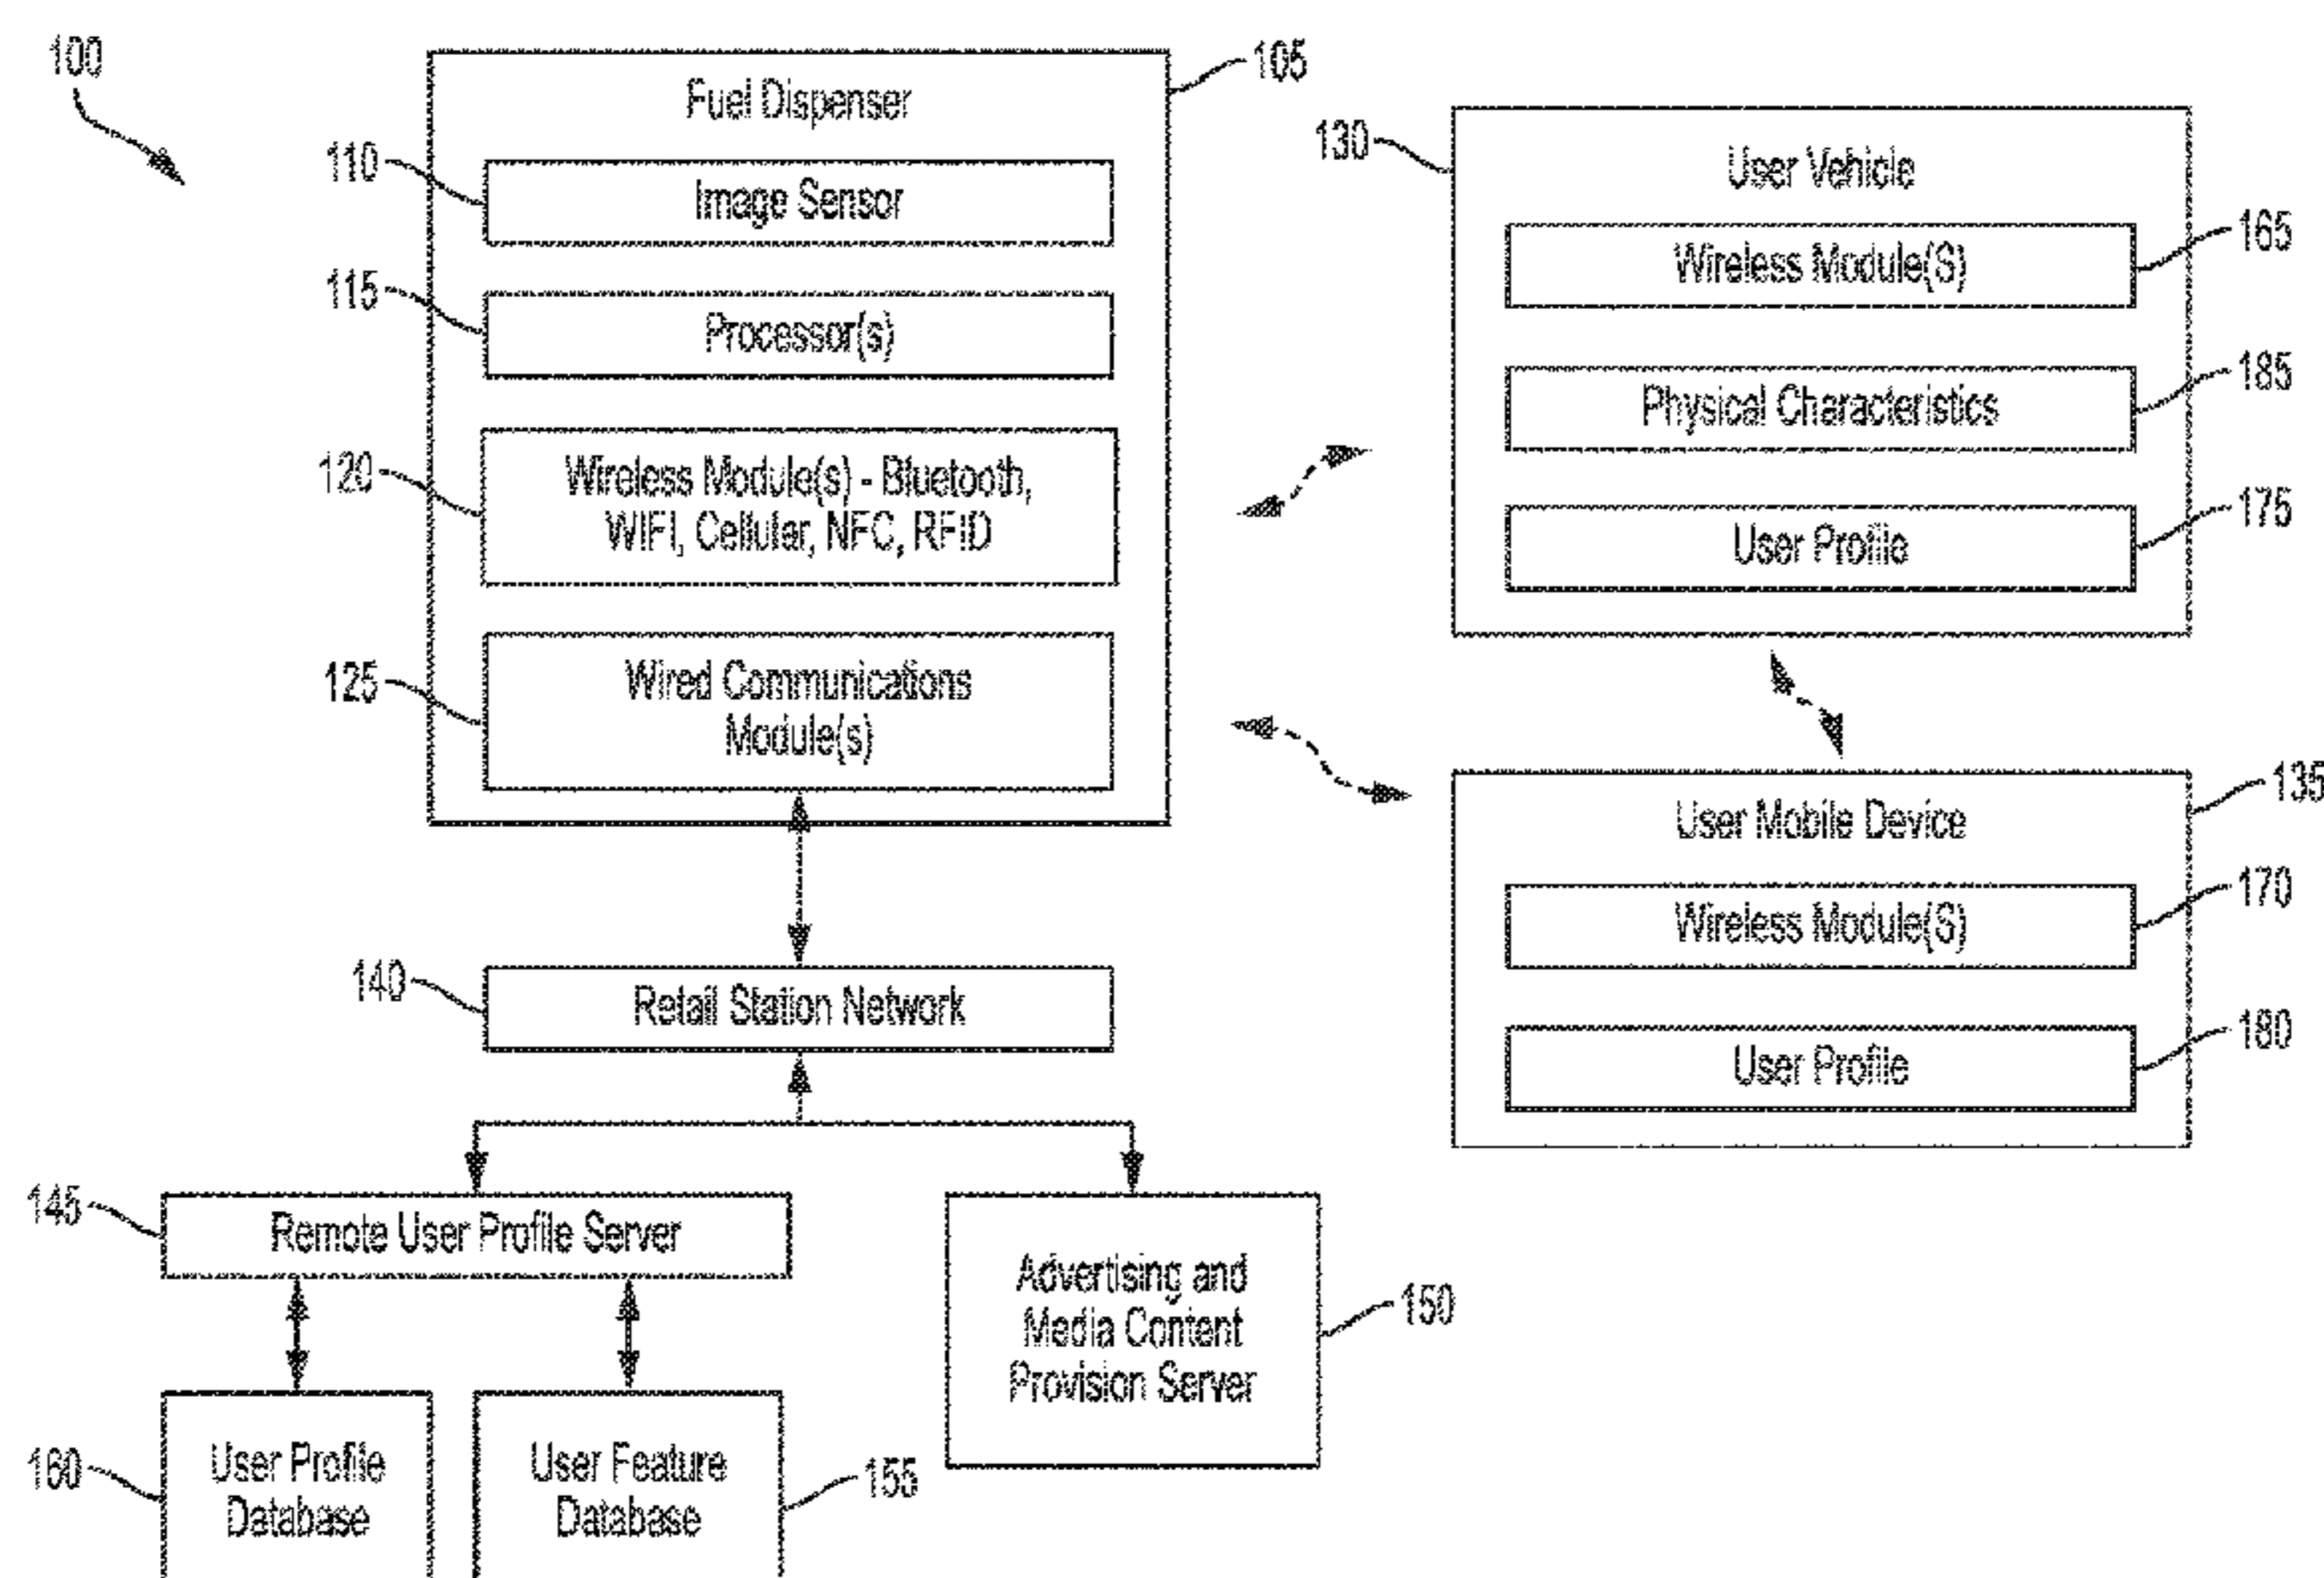 100
105
Fuel Dispenser
110
Image Sensor
115
Processor(s)
120
Wireless Module(s) - Bluetooth,
WIFI, Cellular, NFC, RFID
125
Wired Communications
Module(s)
130
User Vehicle
Wireless Module(S)
165
Physical Characteristics
185
User Profile
175
135
User Mobile Device
Wireless Module(S)
170
User Profile
180
140
Retail Station Network
145
Remote User Profile Server
Advertising and
Media Content
Provision Server
150
160
User Profile
Database
User Feature
Database
155